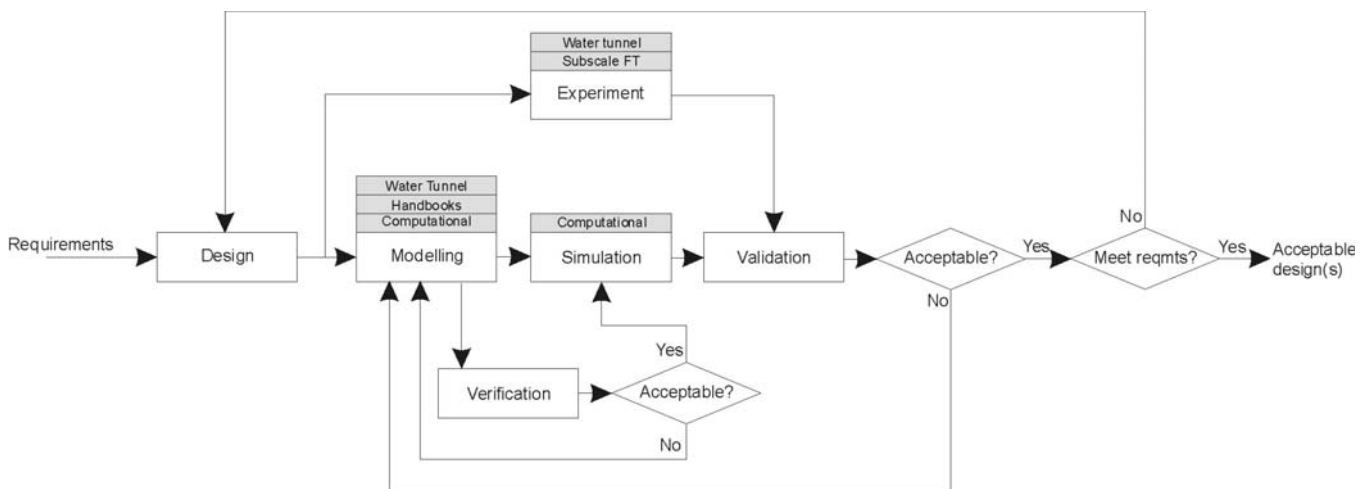 Water tunnel
Subscale FT
Experiment
No
Water Tunnel
Handbooks
Computational
Computational
Requirements
Design
Modelling
Simulation
Validation
Acceptable?
Yes
Meet reqmts?
Yes
Acceptable
design(s)
No
Yes
Verification
Acceptable?
No